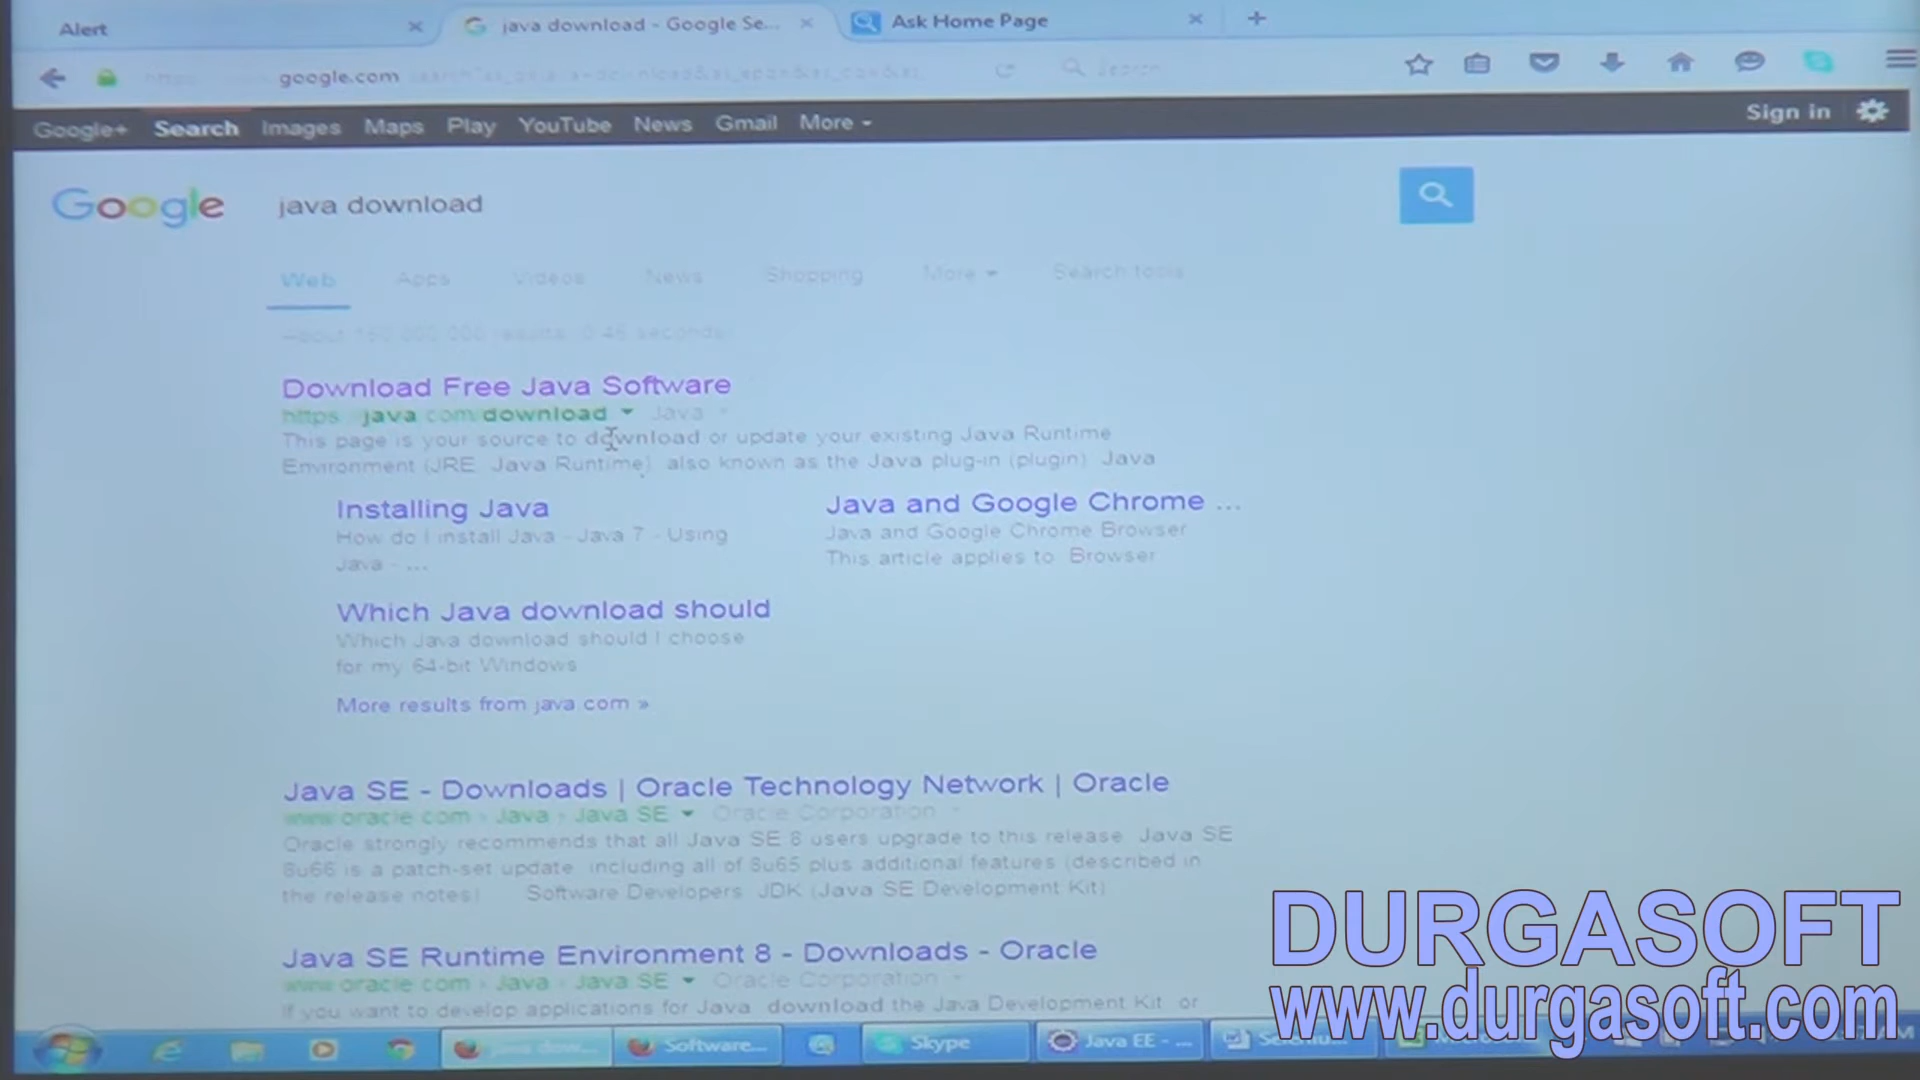 Alert
java download - Google Se...
Ask Home Page
google.com
Search
Google+ Search Images Maps Play YouTube News Gmail More
Sign in
Google
java download
Web Apps Videos News Shopping More Search tools
Download Free Java Software
https java com download Java
This page is your source to download or update your existing Java Runtime
Environment (JRE Java Runtime) also known as the Java plug-in (plugin) Java
Installing Java
How do I install Java - Java 7 - Using
Java - ...
Java and Google Chrome ...
Java and Google Chrome Browser
This article applies to Browser
Which Java download should
Which Java download should I choose
for my 64-bit Windows
More results from java com »
Java SE - Downloads | Oracle Technology Network | Oracle
www oracle com › Java › Java SE Oracle Corporation
Oracle strongly recommends that all Java SE 8 users upgrade to this release Java SE
8u66 is a patch-set update including all of 8u65 plus additional features (described in
the release notes) Software Developers JDK (Java SE Development Kit)
Java SE Runtime Environment 8 - Downloads - Oracle
www oracle com › Java › Java SE Oracle Corporation
If you want to develop applications for Java download the Java Development Kit or
DURGASOFT
www.durgasoft.com
Software...
Skype
Java EE - ...